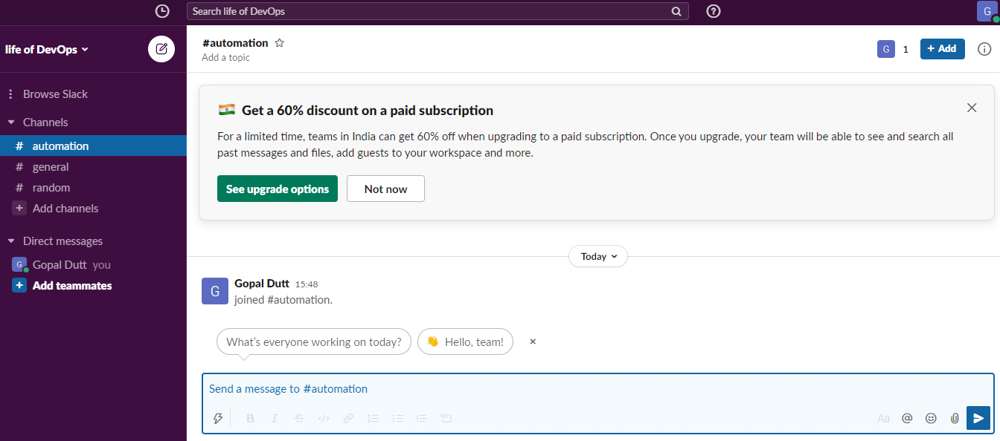 Search life of DevOps
G
life of DevOps
Browse Slack
Channels
# automation
# general
# random
+ Add channels
Direct messages
G Gopal Dutt you
+ Add teammates
#automation
Add a topic
G 1 + Add
Get a 60% discount on a paid subscription
For a limited time, teams in India can get 60% off when upgrading to a paid subscription. Once you upgrade, your team will be able to see and search all
past messages and files, add guests to your workspace and more.
See upgrade options Not now
Today
G
Gopal Dutt 15:48
joined #automation.
What's everyone working on today? 👋 Hello, team!
Send a message to #automation
B I S </> Aa @